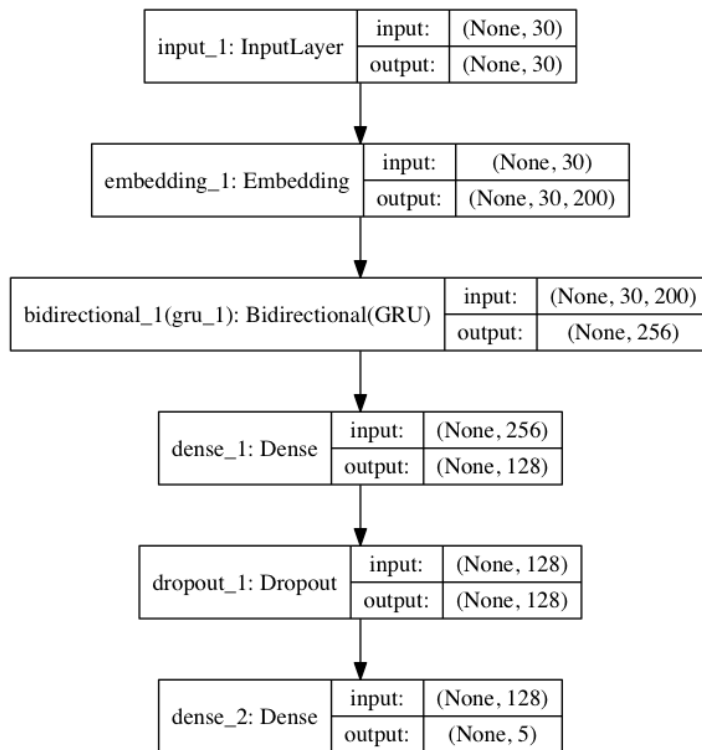 input_1: InputLayer
input: (None, 30)
output: (None, 30)
embedding_1: Embedding
input: (None, 30)
output: (None, 30, 200)
bidirectional_1(gru_1): Bidirectional(GRU)
input: (None, 30, 200)
output: (None, 256)
dense_1: Dense
input: (None, 256)
output: (None, 128)
dropout_1: Dropout
input: (None, 128)
output: (None, 128)
dense_2: Dense
input: (None, 128)
output: (None, 5)